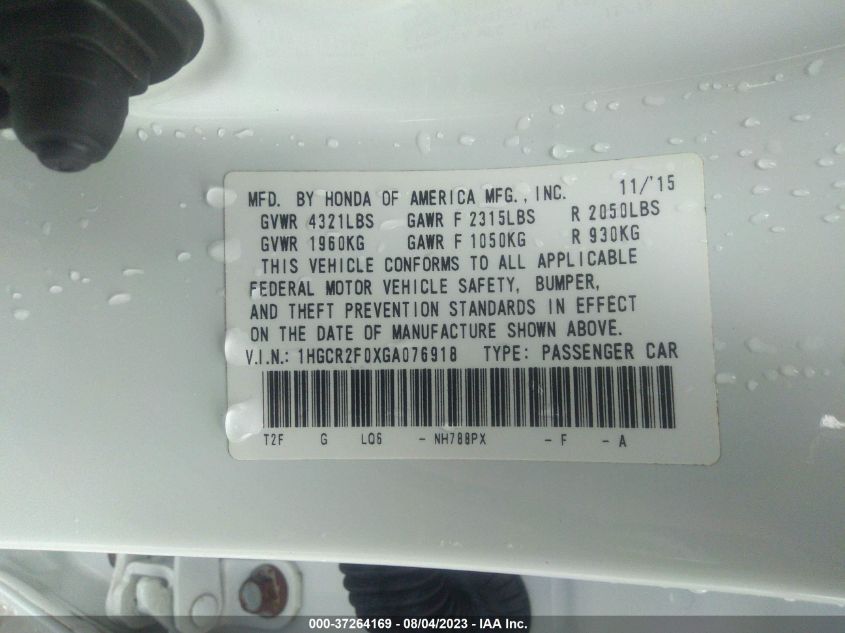 MFD. BY HONDA OF AMERICA MFG., INC. 11/'15
GVWR 4321LBS GAWR F 2315LBS R 2050LBS
GVWR 1960KG GAWR F 1050KG R 930KG
THIS VEHICLE CONFORMS TO ALL APPLICABLE
FEDERAL MOTOR VEHICLE SAFETY, BUMPER,
AND THEFT PREVENTION STANDARDS IN EFFECT
ON THE DATE OF MANUFACTURE SHOWN ABOVE.
V.I.N.: 1HGCR2F0XGA076918 TYPE: PASSENGER CAR
T2F G LQ6 - NH788PX - F - A
000-37264169 - 08/04/2023 - IAA Inc.